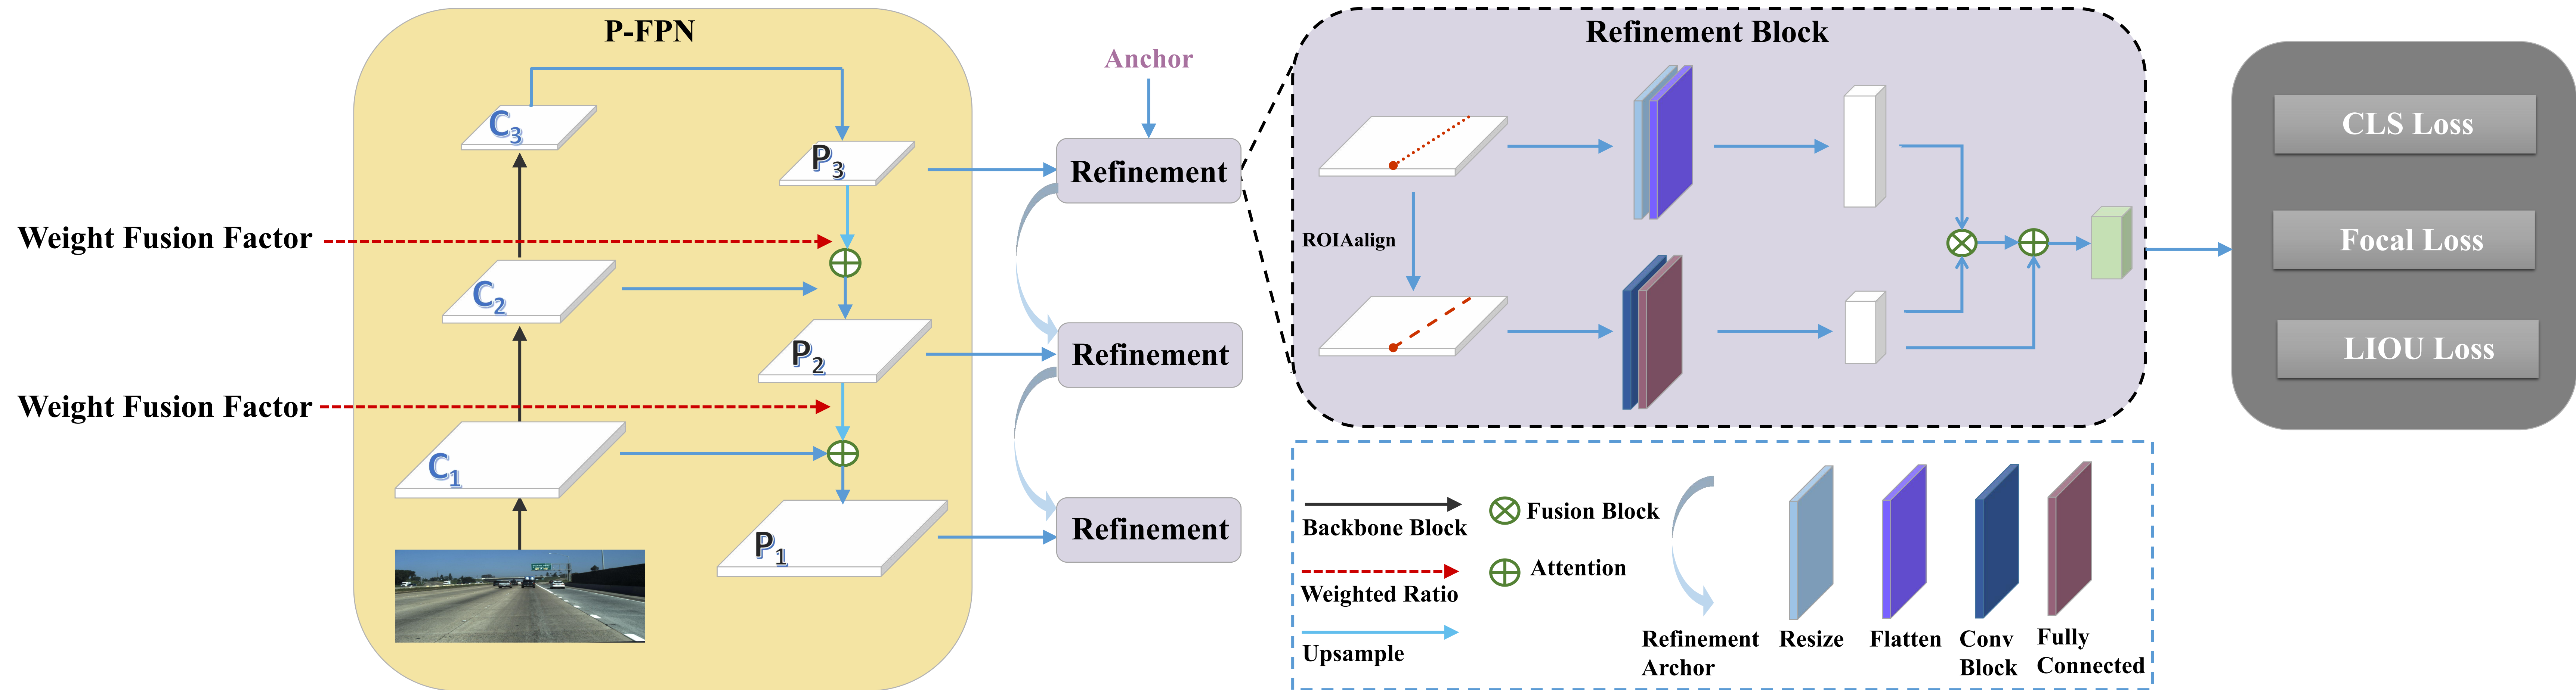 P-FPN
C3
P3
Weight Fusion Factor
C2
P2
Weight Fusion Factor
C1
P1
Anchor
Refinement
Refinement
Refinement
Refinement Block
ROIAalign
CLS Loss
Focal Loss
LIOU Loss
Backbone Block
Weighted Ratio
Upsample
Fusion Block
Attention
Refinement
Archor
Resize
Flatten
Conv
Block
Fully
Connected